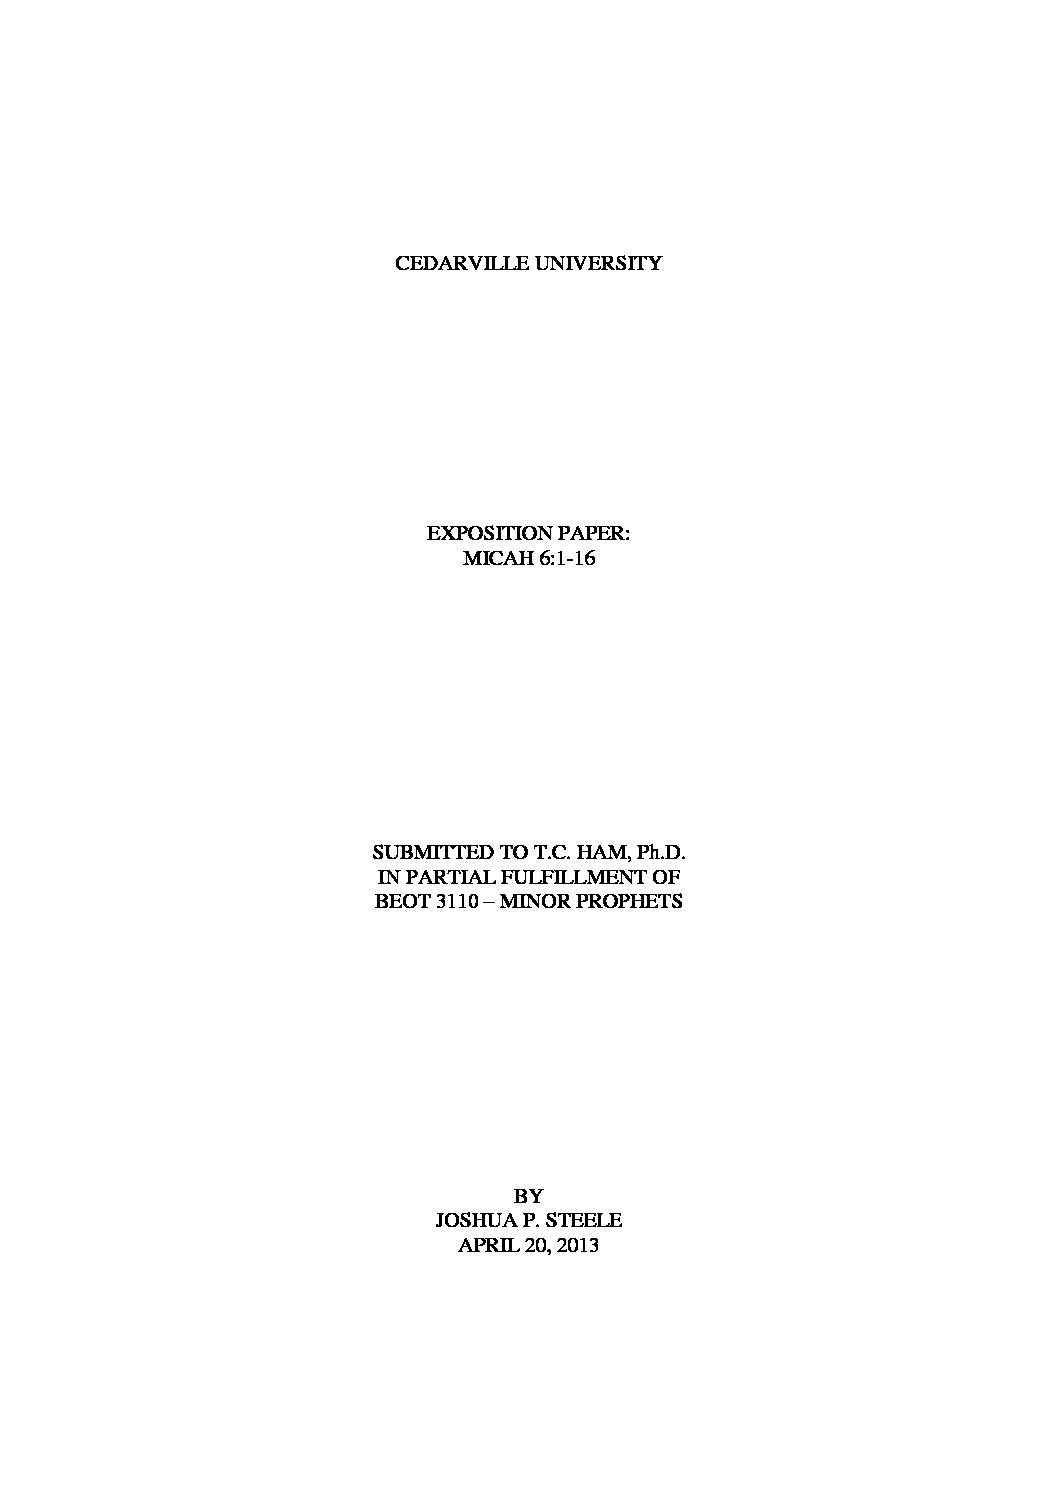 CEDARVILLE UNIVERSITY
EXPOSITION PAPER:
MICAH 6:1-16
SUBMITTED TO T.C. HAM, Ph.D.
IN PARTIAL FULFILLMENT OF
BEOT 3110 – MINOR PROPHETS
BY
JOSHUA P. STEELE
APRIL 20, 2013